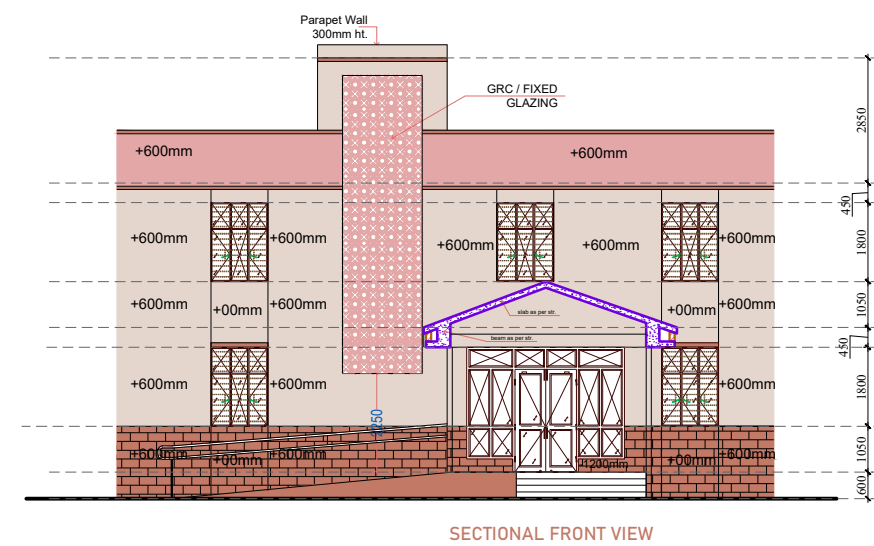 Parapet Wall
300mm ht.
GRC / FIXED
GLAZING
2850
+600mm
+600mm
450
+600mm
+600mm
+600mm
+600mm
+600mm
1800
+600mm
+00mm
+600mm
+00mm
+600mm
1050
slab as per str.
beam as per str.
450
+600mm
+600mm
+600mm
1800
+600mm
+00mm
+600mm
+1200mm
+00mm
+600mm
1050
600
SECTIONAL FRONT VIEW